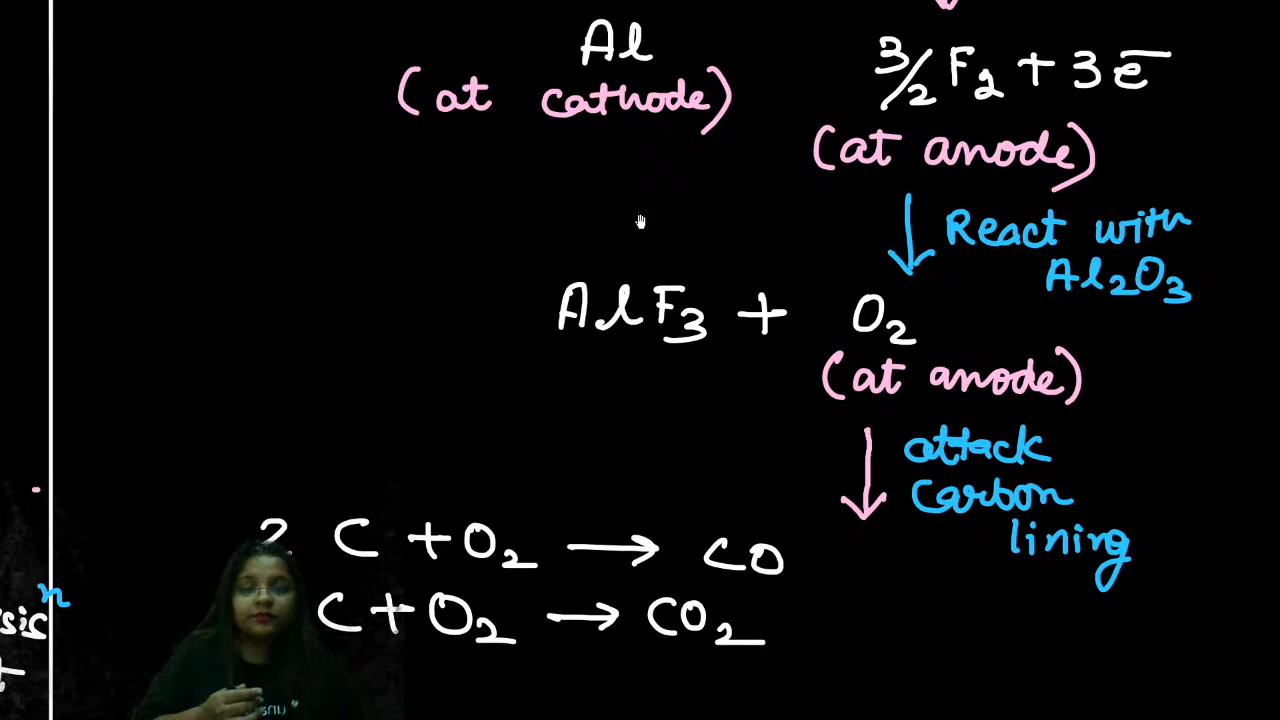 Al
(at cathode)
3/2 F₂ + 3e⁻
(at anode)
React with
Al₂O₃
AlF₃ + O₂
(at anode)
attack
carbon
lining
2 C + O₂ → CO
C + O₂ → CO₂
n